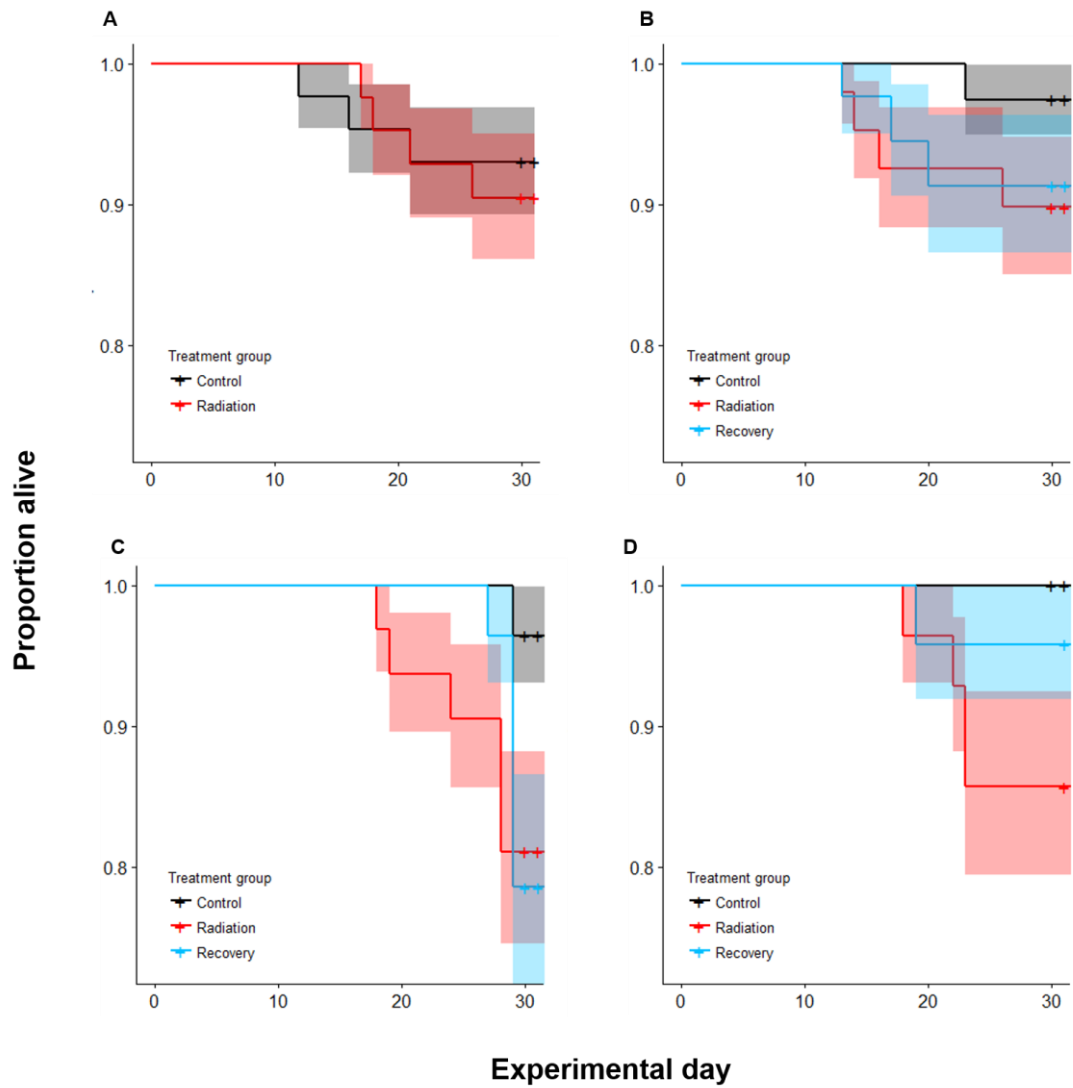 A
1.0
0.9
0.8
Treatment group
Control
Radiation
0 10 20 30
B
1.0
0.9
0.8
Treatment group
Control
Radiation
Recovery
0 10 20 30
Proportion alive
C
1.0
0.9
0.8
Treatment group
Control
Radiation
Recovery
0 10 20 30
D
1.0
0.9
0.8
Treatment group
Control
Radiation
Recovery
0 10 20 30
Experimental day